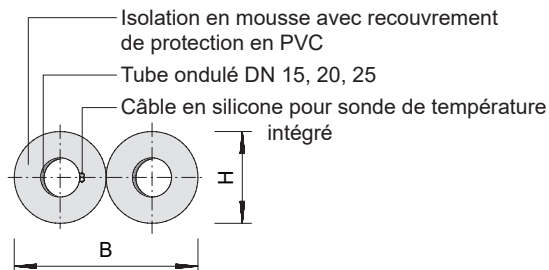 Isolation en mousse avec recouvrement
de protection en PVC
Tube ondulé DN 15, 20, 25
Câble en silicone pour sonde de température
intégré
H
B